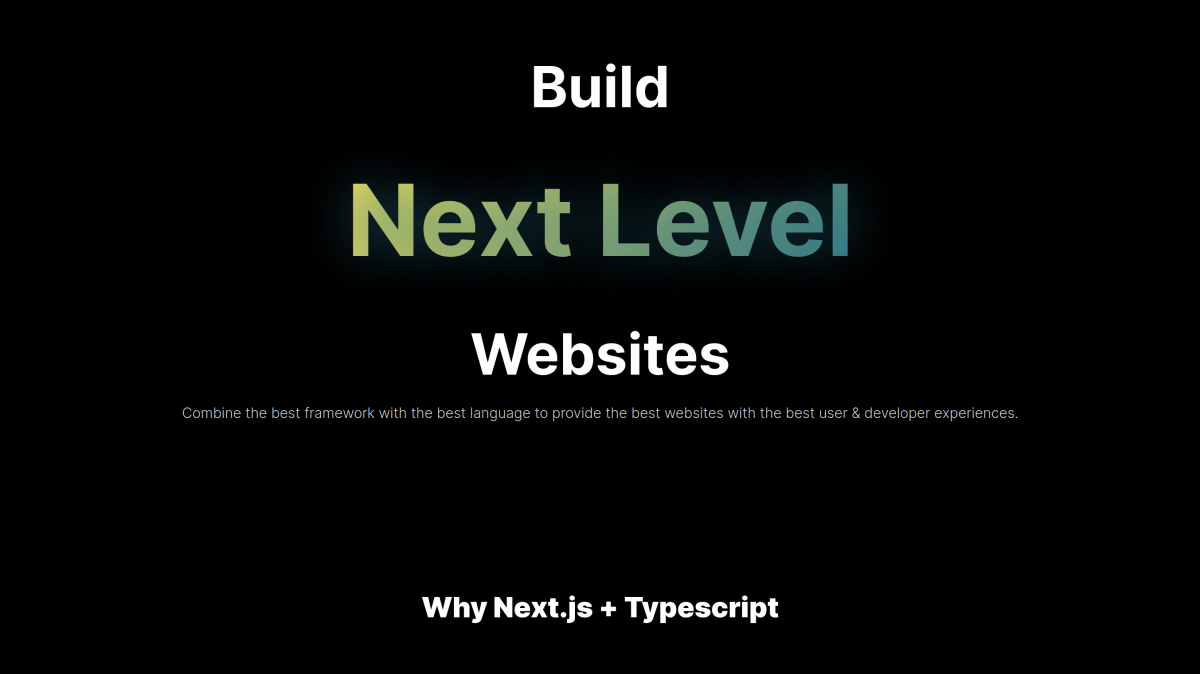 Build
Next Level
Websites
Combine the best framework with the best language to provide the best websites with the best user & developer experiences.
Why Next.js + Typescript